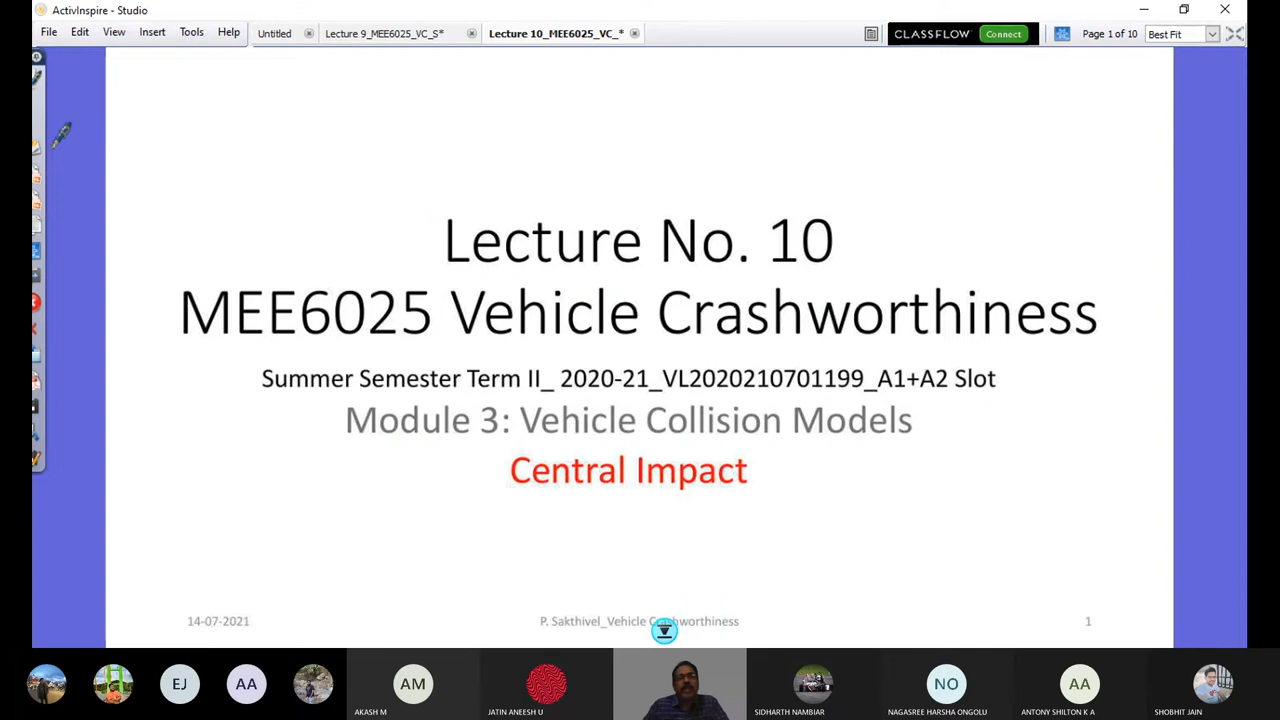 ActivInspire - Studio
File Edit View Insert Tools Help
Untitled
Lecture 9_MEE6025_VC_S*
Lecture 10_MEE6025_VC_*
CLASSFLOW Connect
Page 1 of 10
Best Fit
Lecture No. 10
MEE6025 Vehicle Crashworthiness
Summer Semester Term II_ 2020-21_VL2020210701199_A1+A2 Slot
Module 3: Vehicle Collision Models
Central Impact
14-07-2021
P. Sakthivel_Vehicle Crashworthiness
1
EJ
AA
AM
NO
AA
AKASH M
JATIN ANEESH U
SIDHARTH NAMBIAR
NAGASREE HARSHA ONGOLU
ANTONY SHILTON K A
SHOBHIT JAIN